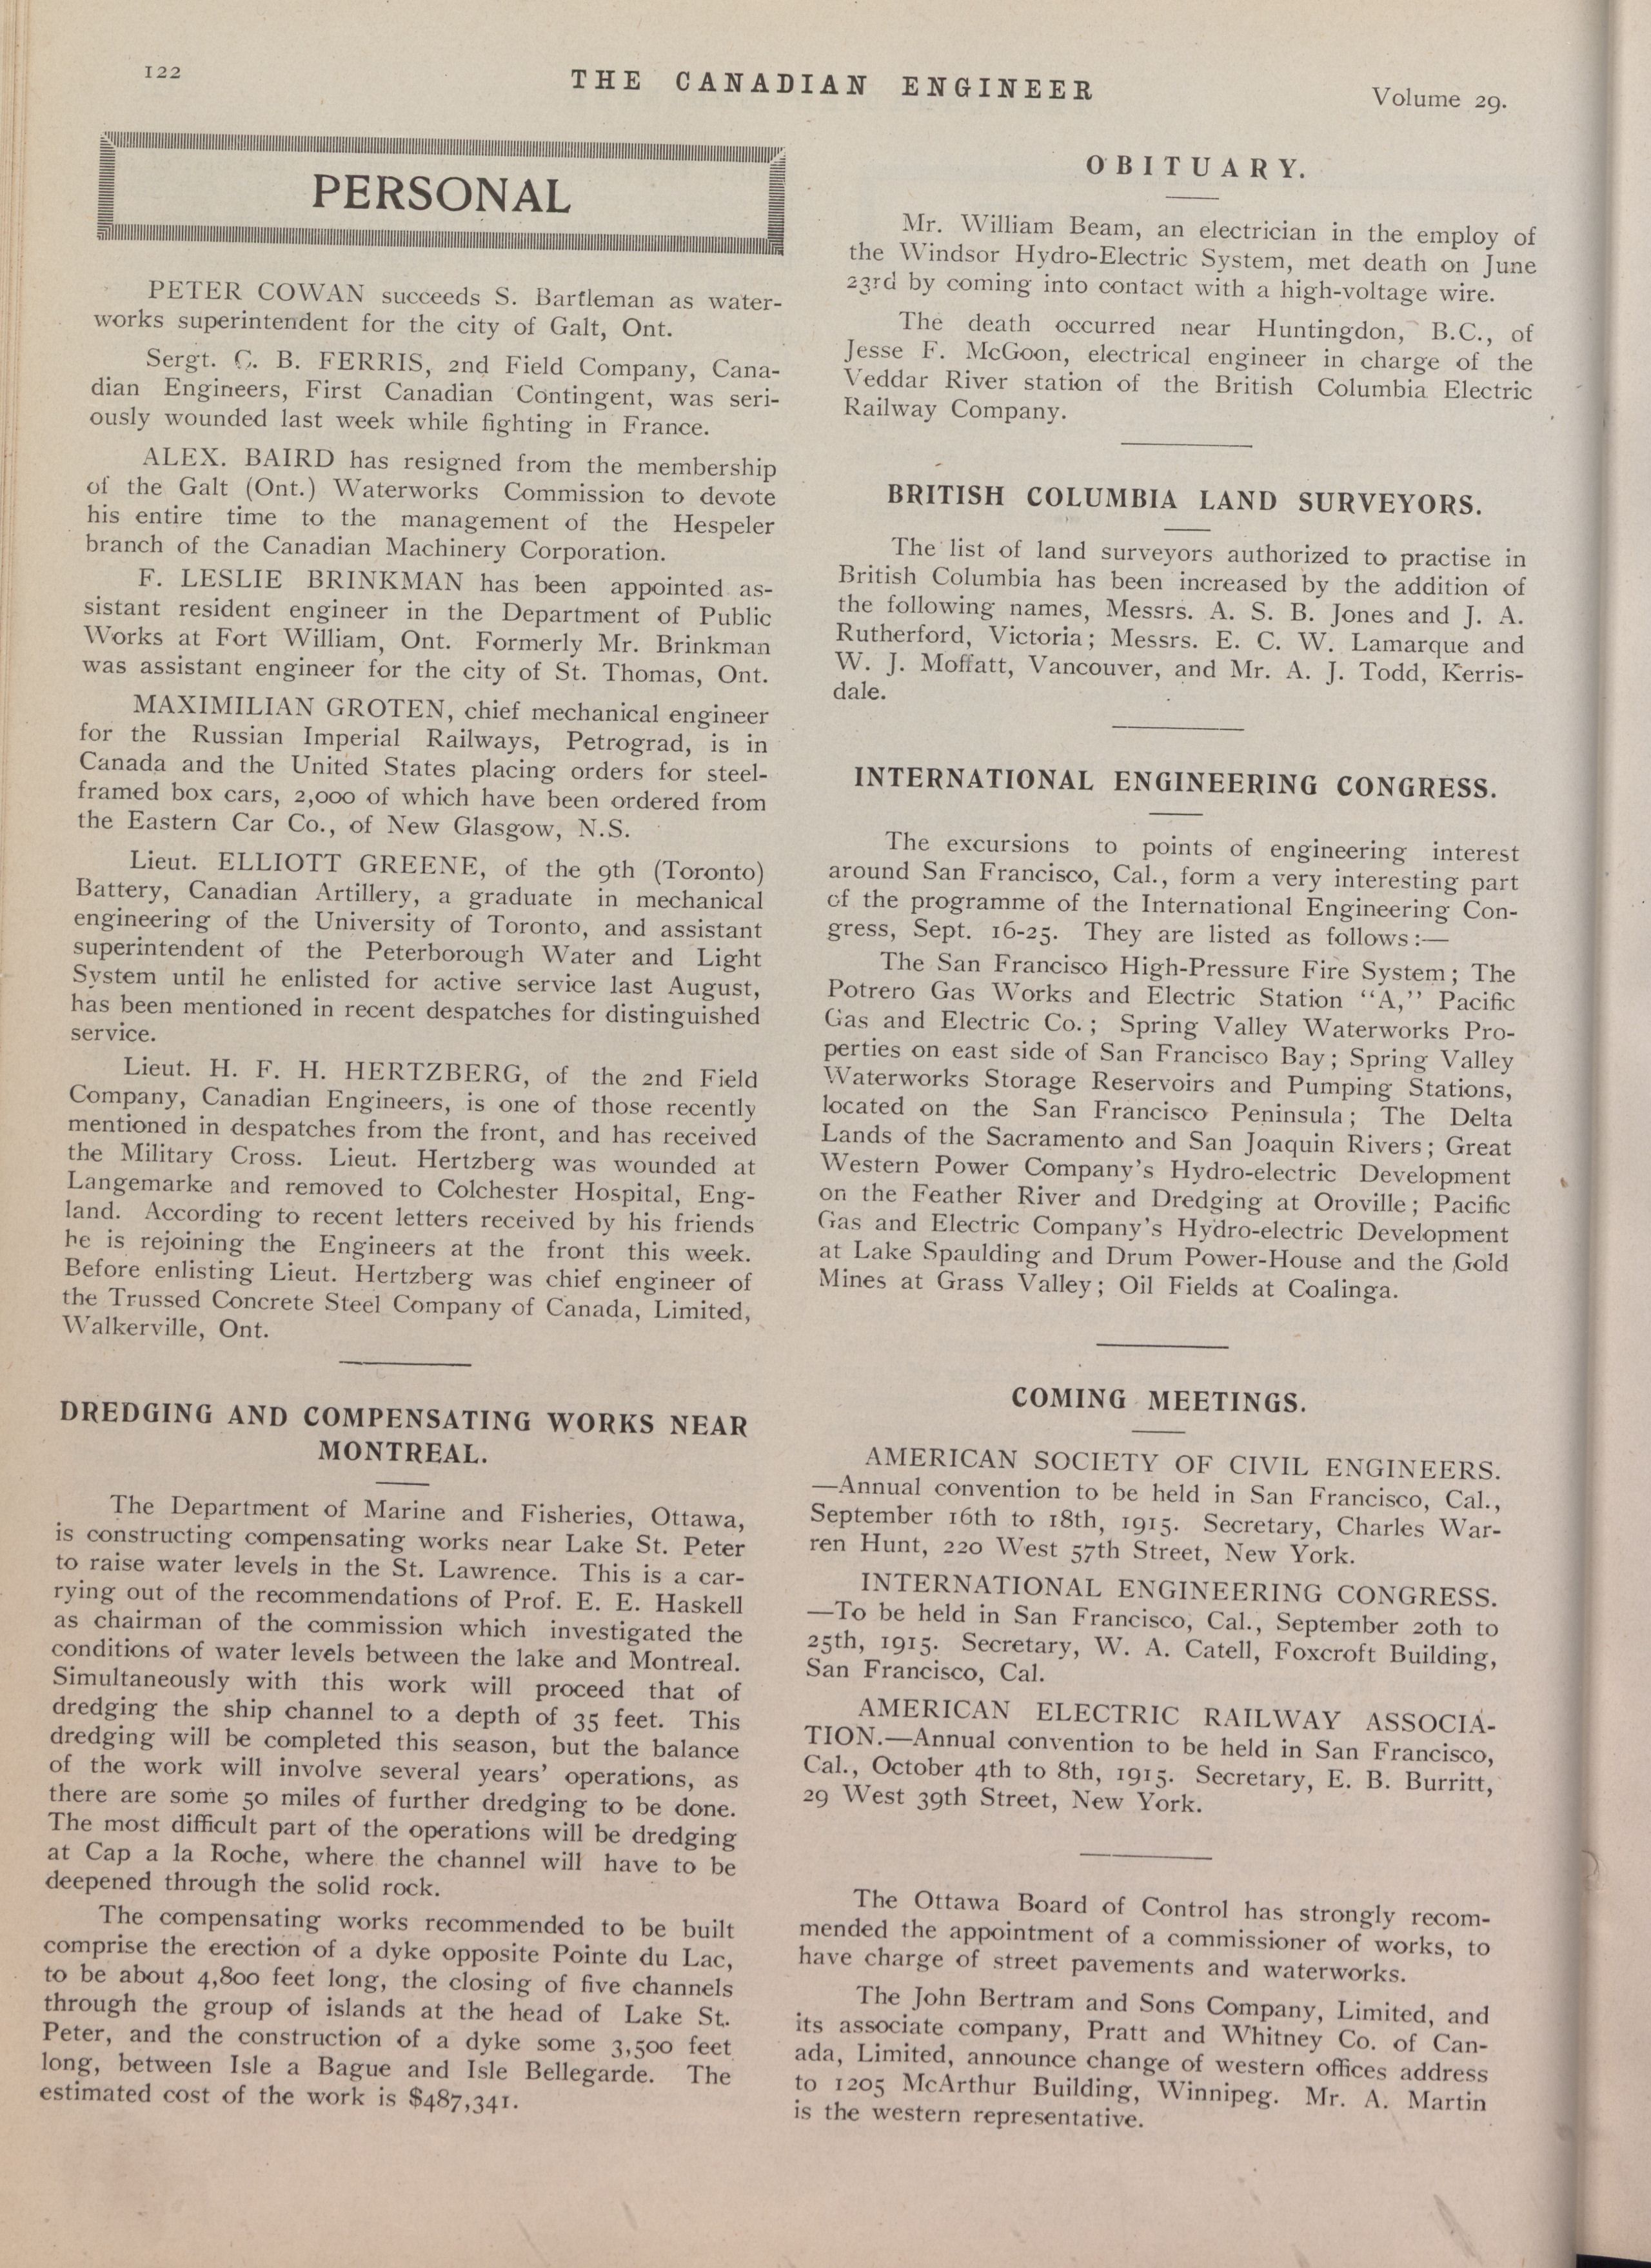 122
THE CANADIAN ENGINEER
Volume 29.
PERSONAL
PETER COWAN succeeds S. Bartleman as water-
works superintendent for the city of Galt, Ont.
Sergt. C. B. FERRIS, 2nd Field Company, Cana-
dian Engineers, First Canadian Contingent, was seri-
ously wounded last week while fighting in France.
ALEX. BAIRD has resigned from the membership
of the Galt (Ont.) Waterworks Commission to devote
his entire time to the management of the Hespeler
branch of the Canadian Machinery Corporation.
F. LESLIE BRINKMAN has been appointed as-
sistant resident engineer in the Department of Public
Works at Fort William, Ont. Formerly Mr. Brinkman
was assistant engineer for the city of St. Thomas, Ont.
MAXIMILIAN GROTEN, chief mechanical engineer
for the Russian Imperial Railways, Petrograd, is in
Canada and the United States placing orders for steel-
framed box cars, 2,000 of which have been ordered from
the Eastern Car Co., of New Glasgow, N.S.
Lieut. ELLIOTT GREENE, of the 9th (Toronto)
Battery, Canadian Artillery, a graduate in mechanical
engineering of the University of Toronto, and assistant
superintendent of the Peterborough Water and Light
System until he enlisted for active service last August,
has been mentioned in recent despatches for distinguished
service.
Lieut. H. F. H. HERTZBERG, of the 2nd Field
Company, Canadian Engineers, is one of those recently
mentioned in despatches from the front, and has received
the Military Cross. Lieut. Hertzberg was wounded at
Langemarke and removed to Colchester Hospital, Eng-
land. According to recent letters received by his friends
he is rejoining the Engineers at the front this week.
Before enlisting Lieut. Hertzberg was chief engineer of
the Trussed Concrete Steel Company of Canada, Limited,
Walkerville, Ont.
DREDGING AND COMPENSATING WORKS NEAR
MONTREAL.
The Department of Marine and Fisheries, Ottawa,
is constructing compensating works near Lake St. Peter
to raise water levels in the St. Lawrence. This is a car-
rying out of the recommendations of Prof. E. E. Haskell
as chairman of the commission which investigated the
conditions of water levels between the lake and Montreal.
Simultaneously with this work will proceed that of
dredging the ship channel to a depth of 35 feet. This
dredging will be completed this season, but the balance
of the work will involve several years' operations, as
there are some 50 miles of further dredging to be done.
The most difficult part of the operations will be dredging
at Cap a la Roche, where the channel will have to be
deepened through the solid rock.
The compensating works recommended to be built
comprise the erection of a dyke opposite Pointe du Lac,
to be about 4,800 feet long, the closing of five channels
through the group of islands at the head of Lake St.
Peter, and the construction of a dyke some 3,500 feet
long, between Isle a Bague and Isle Bellegarde. The
estimated cost of the work is $487,341.
OBITUARY.
Mr. William Beam, an electrician in the employ of
the Windsor Hydro-Electric System, met death on June
23rd by coming into contact with a high-voltage wire.
The death occurred near Huntingdon, B.C., of
Jesse F. McGoon, electrical engineer in charge of the
Veddar River station of the British Columbia Electric
Railway Company.
BRITISH COLUMBIA LAND SURVEYORS.
The list of land surveyors authorized to practise in
British Columbia has been increased by the addition of
the following names, Messrs. A. S. B. Jones and J. A.
Rutherford, Victoria; Messrs. E. C. W. Lamarque and
W. J. Moffatt, Vancouver, and Mr. A. J. Todd, Kerris-
dale.
INTERNATIONAL ENGINEERING CONGRESS.
The excursions to points of engineering interest
around San Francisco, Cal., form a very interesting part
of the programme of the International Engineering Con-
gress, Sept. 16-25. They are listed as follows:—
The San Francisco High-Pressure Fire System; The
Potrero Gas Works and Electric Station "A," Pacific
Gas and Electric Co.; Spring Valley Waterworks Pro-
perties on east side of San Francisco Bay; Spring Valley
Waterworks Storage Reservoirs and Pumping Stations,
located on the San Francisco Peninsula; The Delta
Lands of the Sacramento and San Joaquin Rivers; Great
Western Power Company's Hydro-electric Development
on the Feather River and Dredging at Oroville; Pacific
Gas and Electric Company's Hydro-electric Development
at Lake Spaulding and Drum Power-House and the Gold
Mines at Grass Valley; Oil Fields at Coalinga.
COMING MEETINGS.
AMERICAN SOCIETY OF CIVIL ENGINEERS.
—Annual convention to be held in San Francisco, Cal.,
September 16th to 18th, 1915. Secretary, Charles War-
ren Hunt, 220 West 57th Street, New York.
INTERNATIONAL ENGINEERING CONGRESS.
—To be held in San Francisco, Cal., September 20th to
25th, 1915. Secretary, W. A. Catell, Foxcroft Building,
San Francisco, Cal.
AMERICAN ELECTRIC RAILWAY ASSOCIA-
TION.—Annual convention to be held in San Francisco,
Cal., October 4th to 8th, 1915. Secretary, E. B. Burritt,
29 West 39th Street, New York.
The Ottawa Board of Control has strongly recom-
mended the appointment of a commissioner of works, to
have charge of street pavements and waterworks.
The John Bertram and Sons Company, Limited, and
its associate company, Pratt and Whitney Co. of Can-
ada, Limited, announce change of western offices address
to 1205 McArthur Building, Winnipeg. Mr. A. Martin
is the western representative.